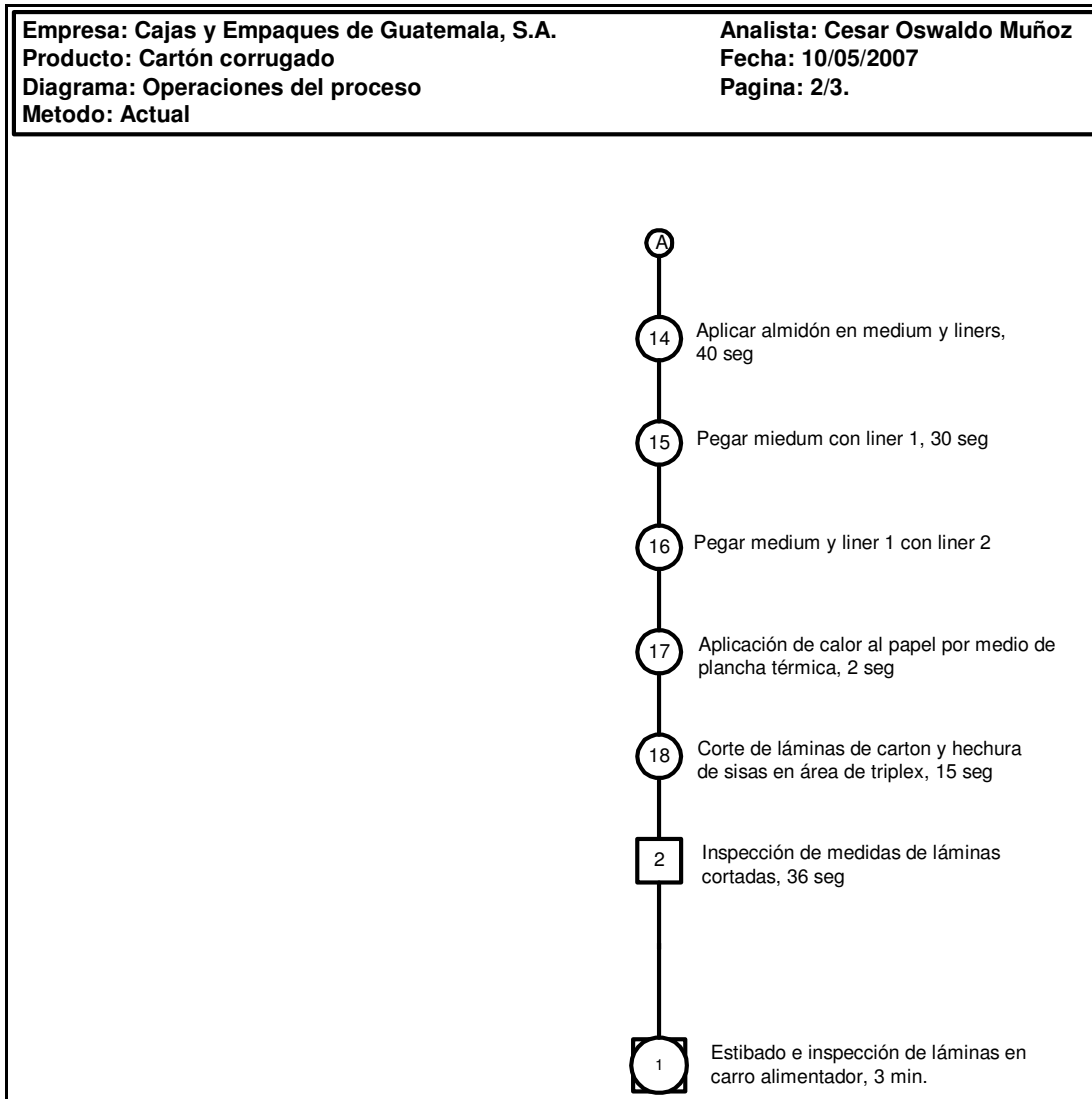 Empresa: Cajas y Empaques de Guatemala, S.A.
Analista: Cesar Oswaldo Muñoz
Producto: Cartón corrugado
Fecha: 10/05/2007
Diagrama: Operaciones del proceso
Pagina: 2/3.
Metodo: Actual
A
14
Aplicar almidón en medium y liners,
40 seg
15
Pegar miedum con liner 1, 30 seg
16
Pegar medium y liner 1 con liner 2
17
Aplicación de calor al papel por medio de
plancha térmica, 2 seg
18
Corte de láminas de carton y hechura
de sisas en área de triplex, 15 seg
2
Inspección de medidas de láminas
cortadas, 36 seg
1
Estibado e inspección de láminas en
carro alimentador, 3 min.